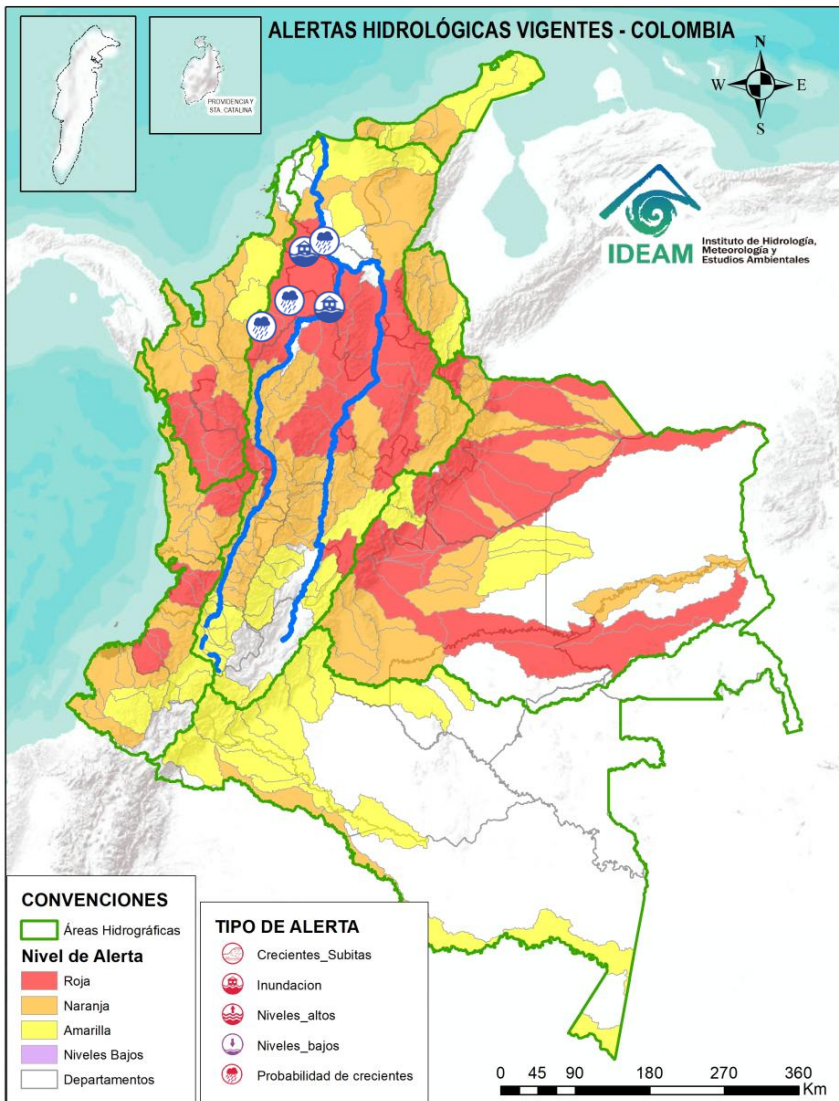 ALERTAS HIDROLÓGICAS VIGENTES - COLOMBIA
PROVIDENCIA Y
STA. CATALINA
N
W
E
S
IDEAM
Instituto de Hidrología,
Meteorología y
Estudios Ambientales
CONVENCIONES
Áreas Hidrográficas
Nivel de Alerta
Roja
Naranja
Amarilla
Niveles Bajos
Departamentos
TIPO DE ALERTA
Crecientes_Subitas
Inundacion
Niveles_altos
Niveles_bajos
Probabilidad de crecientes
0 45 90 180 270 360
Km